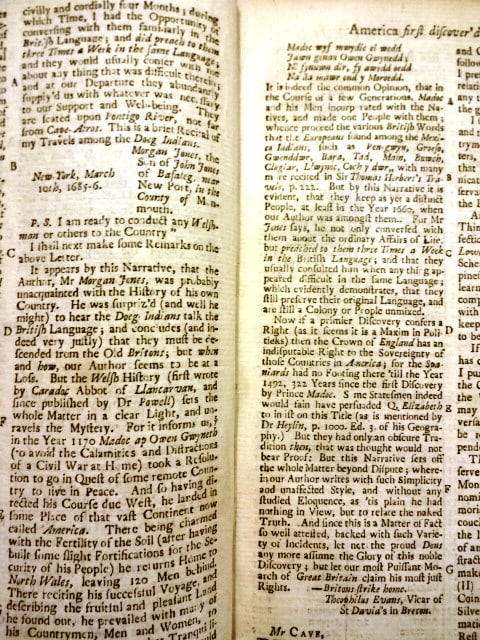 civilly and cordially four Months; during
which Time, I had the Opportunity of
conversing with them familiarly in the
British Language; and did preach to them
three Times a Week in the same Language;
and they would usually confer with me
about any thing that was difficult therein;
and at our Departure they abundantly
supply'd us with whatever was necessary
to our Support and Well-being. They
are seated upon Pontigo River, not far
from Cape-Atros. This is a brief Recital of
my Travels among the Doeg Indians.
Morgan Jones, the
Son of John Jones
of Basaleg, near
New Port, in the
County of Mon-
mouth,
B
New York, March
10th, 1685-6.
P. S. I am ready to conduct any Welsh-
man or others to the Country "
I shall next make some Remarks on the
C above Letter.
It appears by this Narrative, that the
Author, Mr Morgan Jones, was probably
unacquainted with the History of his own
Country. He was surpriz'd (and well he
might) to hear the Doeg Indians talk the
D British Language; and concludes (and in-
deed very justly) that they must be de-
scended from the Old Britons; but when
and how, our Author seems to be at a
Loss. But the Welsh History (first wrote
by Caradoc Abbot of Llancarvan, and
since published by Dr Powell) sets the
E whole Matter in a clear Light, and un-
ravels the Mystery. For it informs us,
in the Year 1170 Madoc ap Owen Gwyneth
(to avoid the Calamities and Distractions
of a Civil War at Home) took a Resolu-
tion to go in Quest of some remote Coun-
try to live in Peace. And so having di-
F rected his Course due West, he landed in
some Place of that vast Continent now
called America. There being charmed
with the Fertility of the Soil (after having
built some slight Fortifications for the Se-
curity of his People) he returns Home to
North Wales, leaving 120 Men behind.
There reciting his successful Voyage, and
describing the fruitful and pleasant Land
he found out, he prevailed with many of
his Countrymen, Men and Women, to
America first discover'd
Madoc wyf mwydic ei wedd
Jawn genau Owen Gwynedd;
Ni fynnwn dir, fy awydd oedd
Na da mawr ond y Moroedd.
It is indeed the common Opinion, that in
the Course of a few Generations, Madoc
and his Men incorporated with the Na-
tives, and made one People with them;
whence proceed the various British Words
that the Europeans found among the Mexi-
co Indians, such as Pen-gwyn, Groeso,
Gwenddwr, Bara, Tad, Mam, Buwch,
Clugiar, Llwynoc, Coch y dwr, with many
more recited in Sir Thomas Herbert's Tra-
vels, p. 222. But by this Narrative it is
evident, that they keep as yet a distinct
People, at least in the Year 1660, when
our Author was amongst them. For Mr
Jones says, he not only conversed with
them about the ordinary Affairs of Life,
but preached to them three Times a Week
in the British Language; and that they
usually consulted him when any thing ap-
peared difficult in the same Language;
which evidently demonstrates, that they
still preserve their original Language, and
are still a Colony or People unmixed.
Now if a primer Discovery confers a
Right (as it seems it is a Maxim in Poli-
ticks) then the Crown of England has an
indisputable Right to the Sovereignty of
those Countries in America; for the Spa-
niards had no Footing there 'till the Year
1492, 322 Years since the first Discovery
by Prince Madoc. Some Statesmen indeed
would fain have persuaded Q. Elizabeth
to insist on this Title (as is mentioned by
Dr Heylin, p. 1000. Ed. 3. of his Geogra-
phy.) But they had only an obscure Tra-
dition then, that was thought would not
bear Proof: But this Narrative sets off
the whole Matter beyond Dispute; where-
in our Author writes with such Simplicity
and unaffected Style, and without any
studied Eloquence, as 'tis plain he had
nothing in View, but to relate the naked
Truth. And since this is a Matter of Fact
so well attested, backed with such Varie-
ty of Incidents, let not the proud Dons
any more assume the Glory of this noble
Discovery; but let our most Puissant Mo-
arch of Great Britain claim his most just
Rights.
—Britons strike home.
Theophilus Evans, Vicar of
St David's in Brecon.
Mr CAVE,